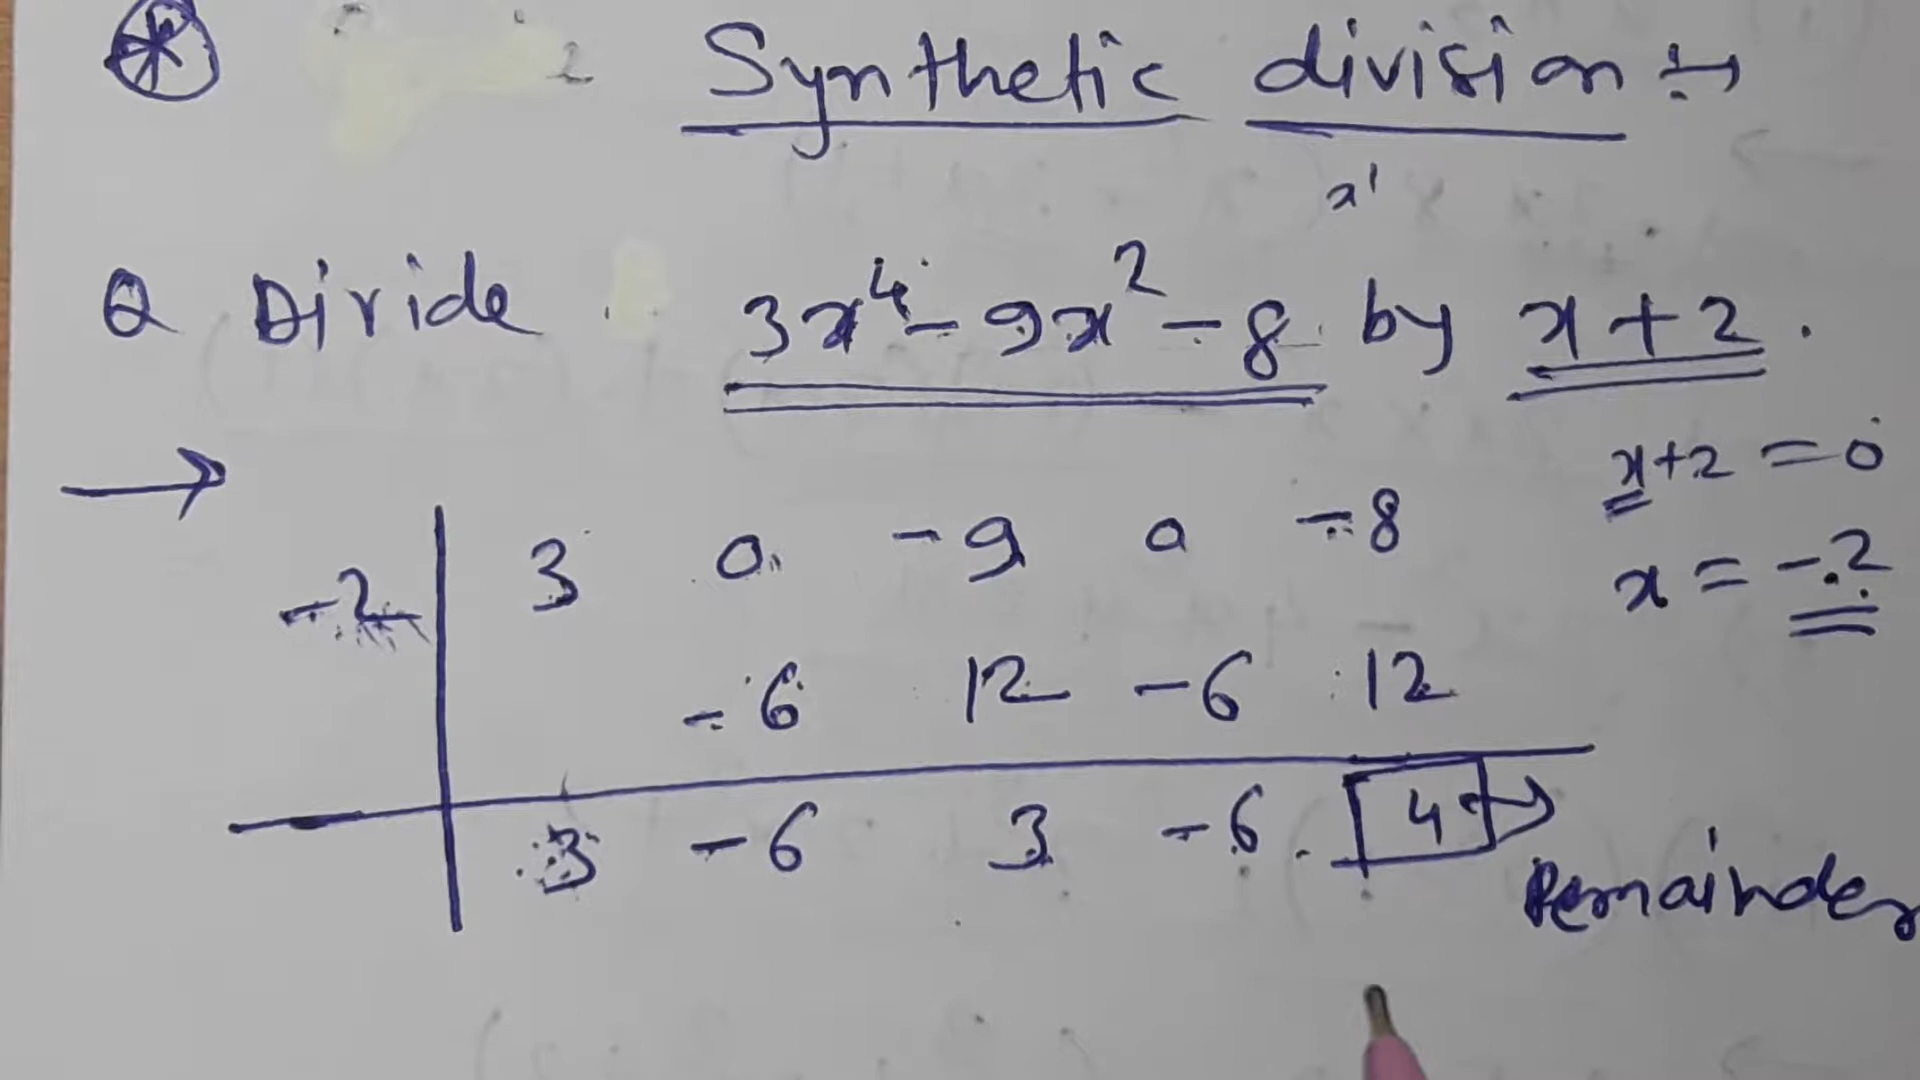 Synthetic division :→
x¹
Q Divide 3x⁴ - 9x² - 8 by x + 2 .
x + 2 = 0
3 0 -9 0 -8
-2
x = -2
-6 12 -6 12
3 -6 3 -6 4 →
Remainder